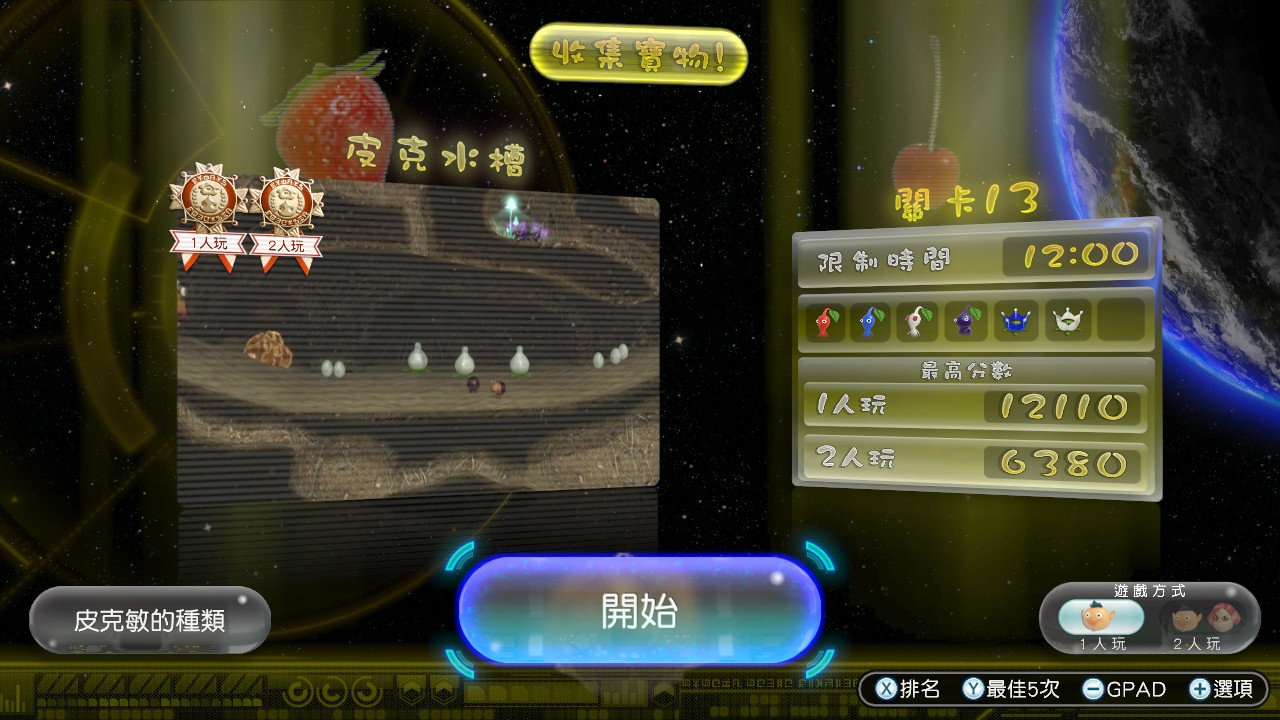 收集寶物!
皮克水槽
1人玩
2人玩
關卡13
限制時間 12:00
最高分數
1人玩 12110
2人玩 6380
皮克敏的種類
開始
遊戲方式
1人玩 2人玩
X排名 Y最佳5次 −GPAD +選項